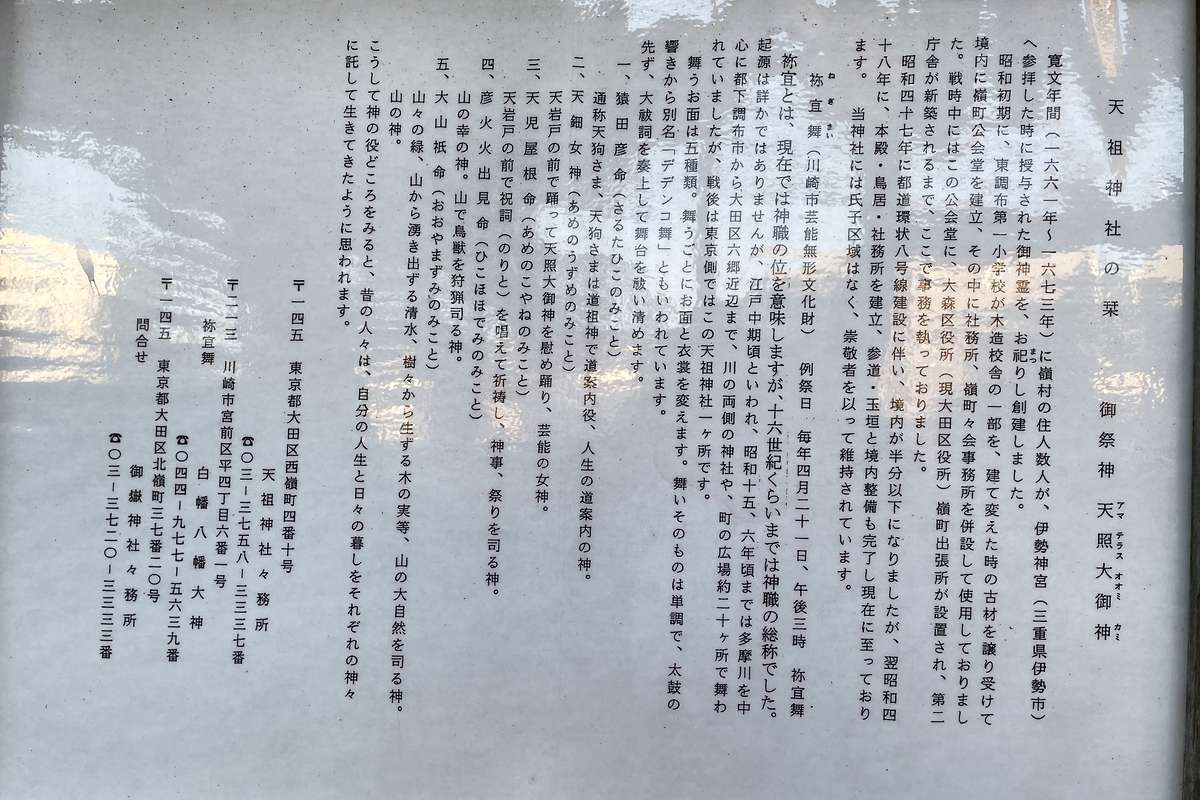 天祖神社の栞　御祭神　天照大御神
アマテラスオオミカミ
寛文年間（一六六一年〜一六七三年）に嶺村の住人数人が、伊勢神宮（三重県伊勢市）
へ参拝した時に授与された御神霊を、お祀りし創建しました。
まつ
昭和初期に、東調布第一小学校が木造校舎の一部を、建て変えた時の古材を譲り受けて
境内に嶺町公会堂を建立、その中に社務所、嶺町々会事務所を併設して使用しておりまし
た。戦時中にはこの公会堂に、大森区役所（現大田区役所）嶺町出張所が設置され、第二
庁舎が新築されるまで、ここで事務を執っておりました。
昭和四十七年に都道環状八号線建設に伴い、境内が半分以下になりましたが、翌昭和四
十八年に、本殿・鳥居・社務所を建立、参道・玉垣と境内整備も完了し現在に至っており
ます。　当神社には氏子区域はなく、崇敬者を以って維持されています。
ねぎまい
祢宜舞（川崎市芸能無形文化財）　例祭日　毎年四月二十一日、午後三時　祢宜舞
祢宜とは、現在では神職の位を意味しますが、十六世紀くらいまでは神職の総称でした。
起源は詳かではありませんが、江戸中期頃といわれ、昭和十五、六年頃までは多摩川を中
心に都下調布市から大田区六郷近辺まで、川の両側の神社や、町の広場約二十ヶ所で舞わ
れていましたが、戦後は東京側ではこの天祖神社一ヶ所です。
舞うお面は五種類。舞うごとにお面と衣裳を変えます。舞いそのものは単調で、太鼓の
響きから別名「デデンコ舞」ともいわれています。
先ず、大祓詞を奏上して舞台を祓い清めます。
一、猿田彦命（さるたひこのみこと）
通称天狗さま、天狗さまは道祖神で道案内役、人生の道案内の神。
二、天細女神（あめのうずめのみこと）
天岩戸の前で踊って天照大御神を慰め踊り、芸能の女神。
三、天児屋根命（あめのこやねのみこと）
天岩戸の前で祝詞（のりと）を唱えて祈祷し、神事、祭りを司る神。
四、彦火火出見命（ひこほほでみのみこと）
山の幸の神。山で鳥獣を狩猟司る神。
五、大山祇命（おおやまずみのみこと）
山々の緑、山から湧き出ずる清水、樹々から生ずる木の実等、山の大自然を司る神。
山の神。
こうして神の役どころをみると、昔の人々は、自分の人生と日々の暮しをそれぞれの神々
に託して生きてきたように思われます。
〒一四五　東京都大田区西嶺町四番十号
天祖神社々務所
☎〇三－三七五八－三三三七番
〒二一三　川崎市宮前区平四丁目六番一号
祢宜舞　白幡八幡大神
☎〇四四－九七七－五六三九番
〒一四五　東京都大田区北嶺町三七番二〇号
問合せ　御嶽神社々務所
☎〇三－三七二〇－三三三三番